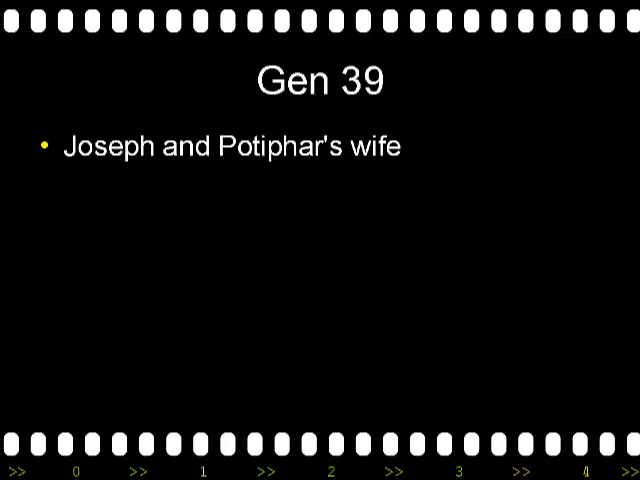 Gen 39
• Joseph and Potiphar's wife
>> 0 >> 1 >> 2 >> 3 >> 4 >>